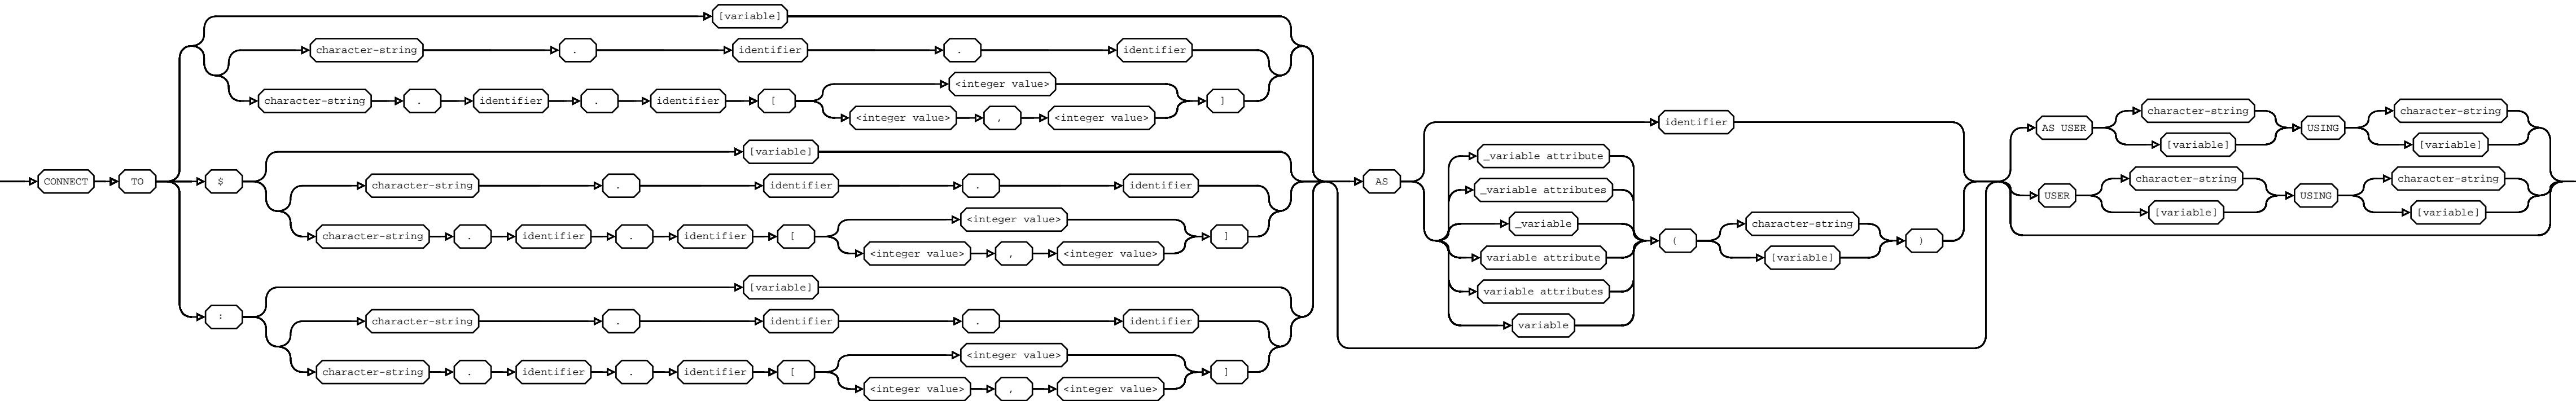 [variable]
character-string . identifier . identifier
<integer value>
character-string . identifier . identifier [ ]
<integer value> , <integer value>
identifier
character-string character-string
AS USER USING
[variable] [variable]
[variable]
_variable attribute
CONNECT TO $ AS
character-string . identifier . identifier
_variable attributes
character-string character-string
USER USING
[variable] [variable]
<integer value>
_variable character-string
character-string . identifier . identifier [ ]
( )
<integer value> , <integer value>
variable attribute [variable]
[variable]
variable attributes
:
character-string . identifier . identifier
variable
<integer value>
character-string . identifier . identifier [ ]
<integer value> , <integer value>